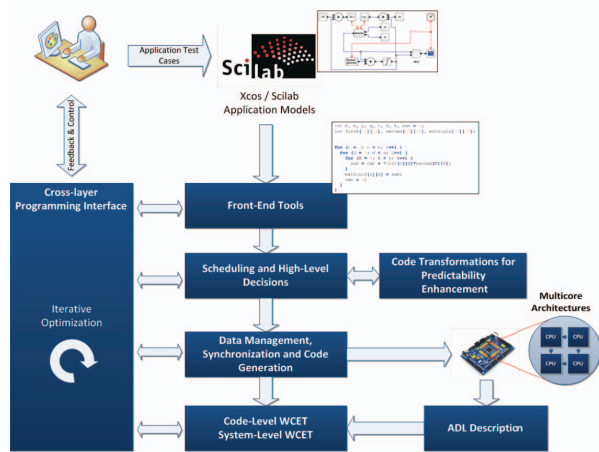 Application Test
Cases
Scilab
Xcos / Scilab
Application Models
Feedback & Control
Cross-layer
Programming Interface
Front-End Tools
Scheduling and High-Level
Decisions
Code Transformations for
Predictability
Enhancement
Iterative
Optimization
Multicore
Architectures
Data Management,
Synchronization and Code
Generation
CPU CPU
CPU CPU
Code-Level WCET
System-Level WCET
ADL Description